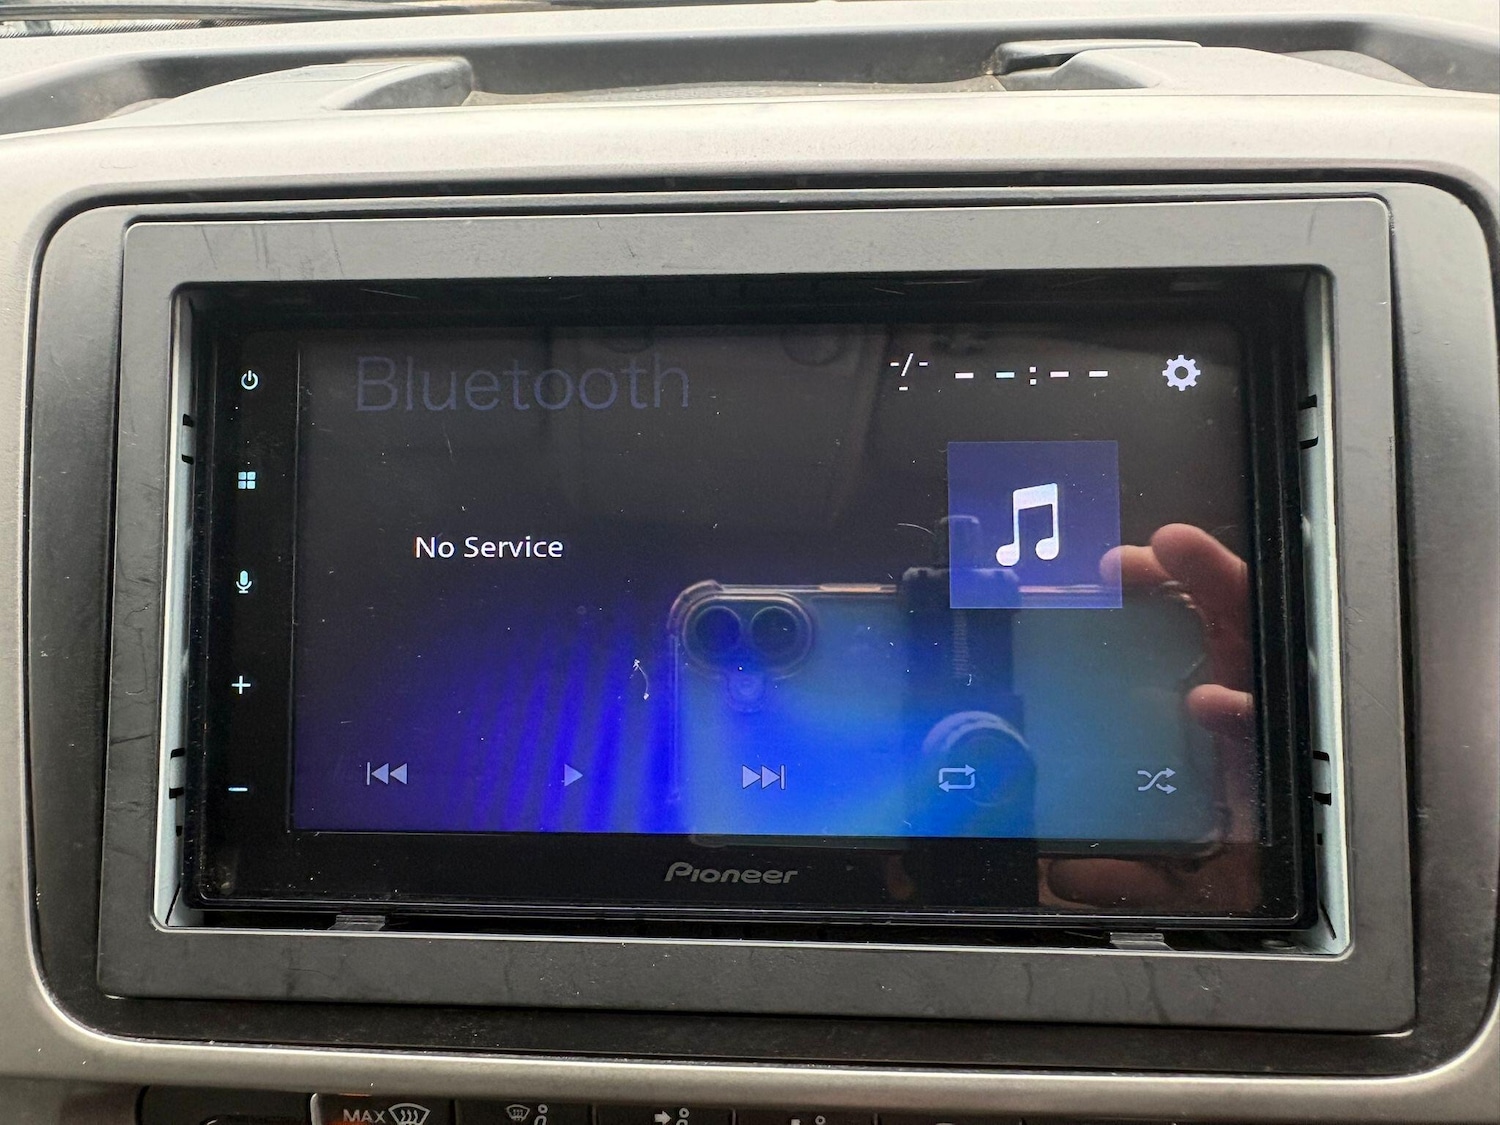 Bluetooth
-/-
-
- - : - -
No Service
Pioneer
MAX